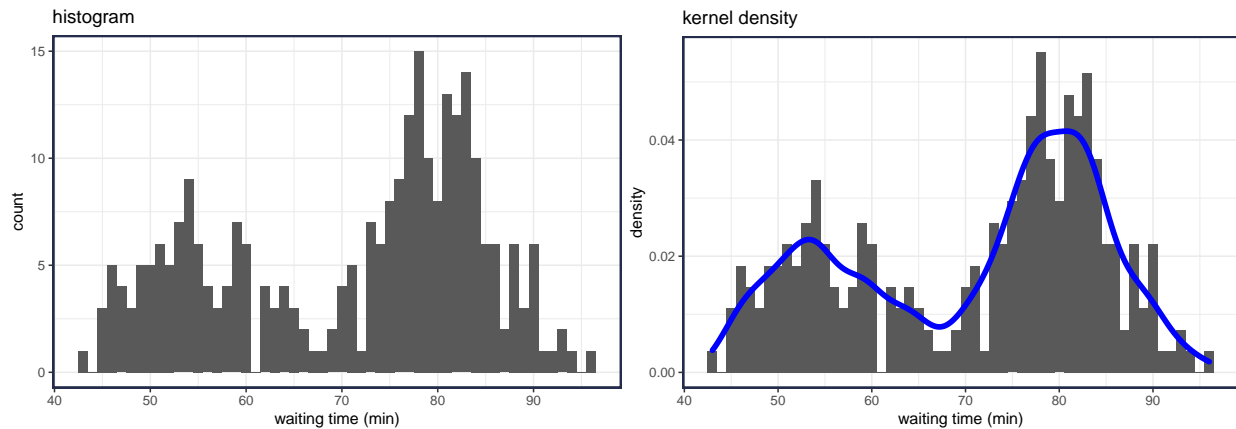 histogram
15
10
5
0
count
40 50 60 70 80 90
waiting time (min)
kernel density
0.04
0.02
0.00
density
40 50 60 70 80 90
waiting time (min)